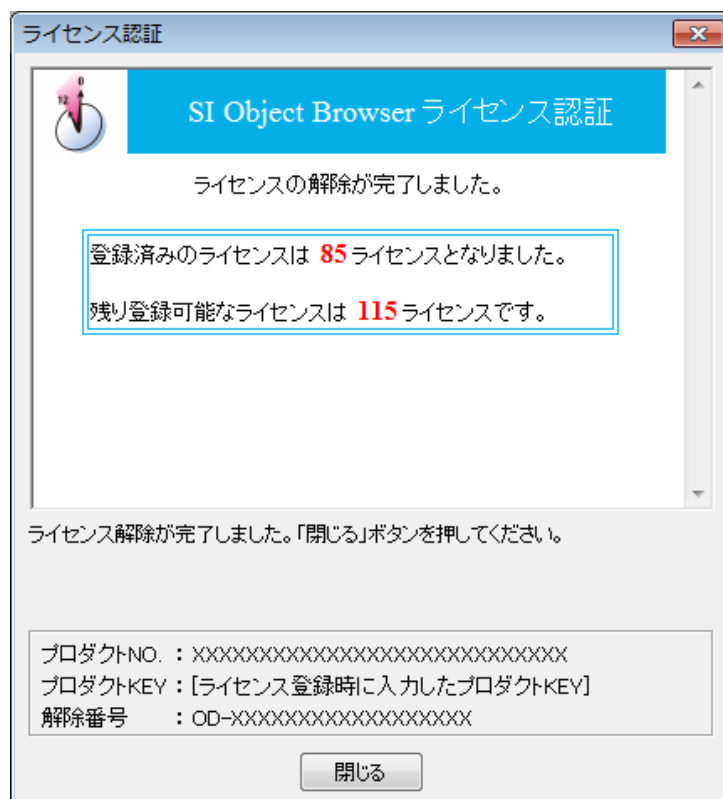 ライセンス認証
0
12
SI Object Browser ライセンス認証
ライセンスの解除が完了しました。
登録済みのライセンスは 85 ライセンスとなりました。
残り登録可能なライセンスは 115 ライセンスです。
ライセンス解除が完了しました。「閉じる」ボタンを押してください。
プロダクトNO. : XXXXXXXXXXXXXXXXXXXXXXXXXXXX
プロダクトKEY : [ライセンス登録時に入力したプロダクトKEY]
解除番号 : OD-XXXXXXXXXXXXXXXXXX
閉じる